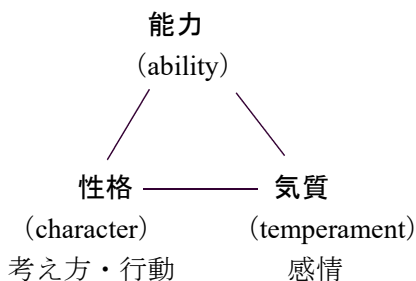 能力
（ability）
性格 気質
（character） （temperament）
考え方・行動 感情